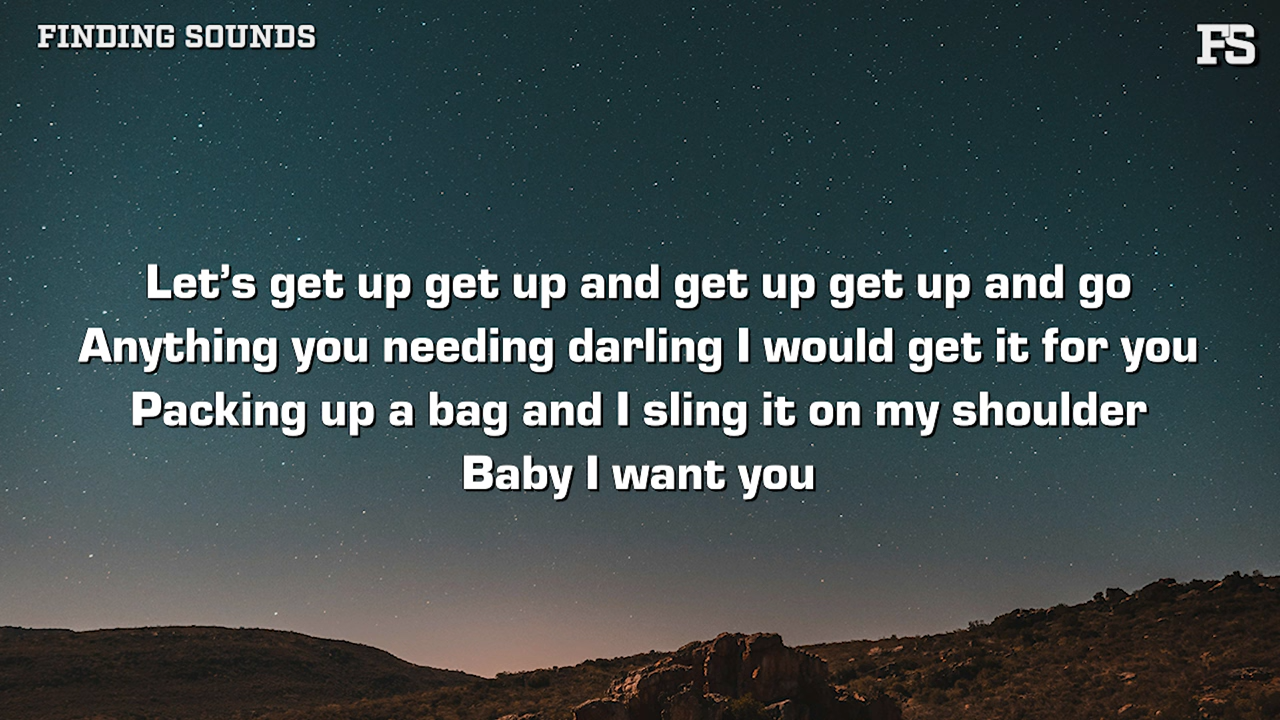 FINDING SOUNDS
FS
Let’s get up get up and get up get up and go
Anything you needing darling I would get it for you
Packing up a bag and I sling it on my shoulder
Baby I want you